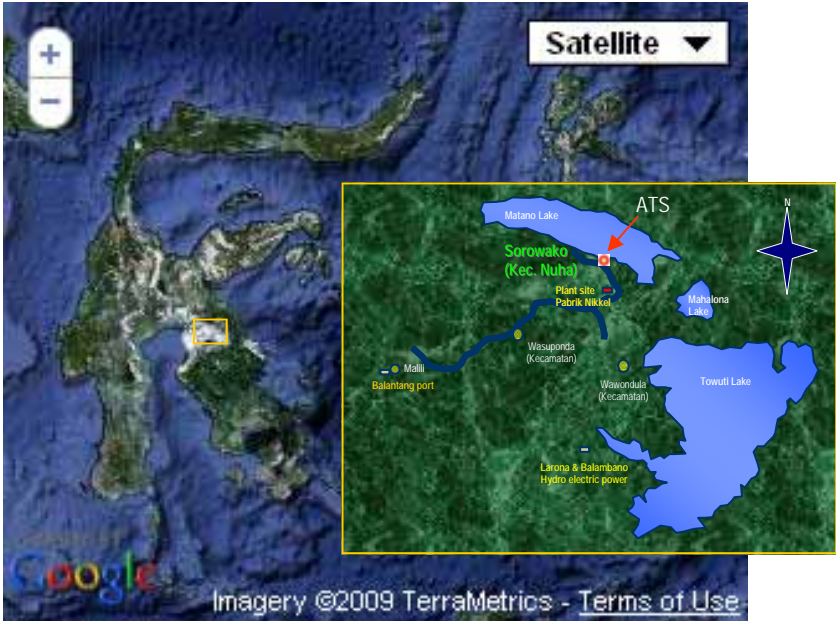 +
Satellite
−
N
ATS
Matano Lake
Sorowako
(Kec. Nuha)
Plant site
Pabrik Nikkel
Mahalona
Lake
Wasuponda
(Kecamatan)
Malili
Balantang port
Wawondula
(Kecamatan)
Towuti Lake
Larona & Balambano
Hydro electric power
Google
Imagery ©2009 TerraMetrics - Terms of Use